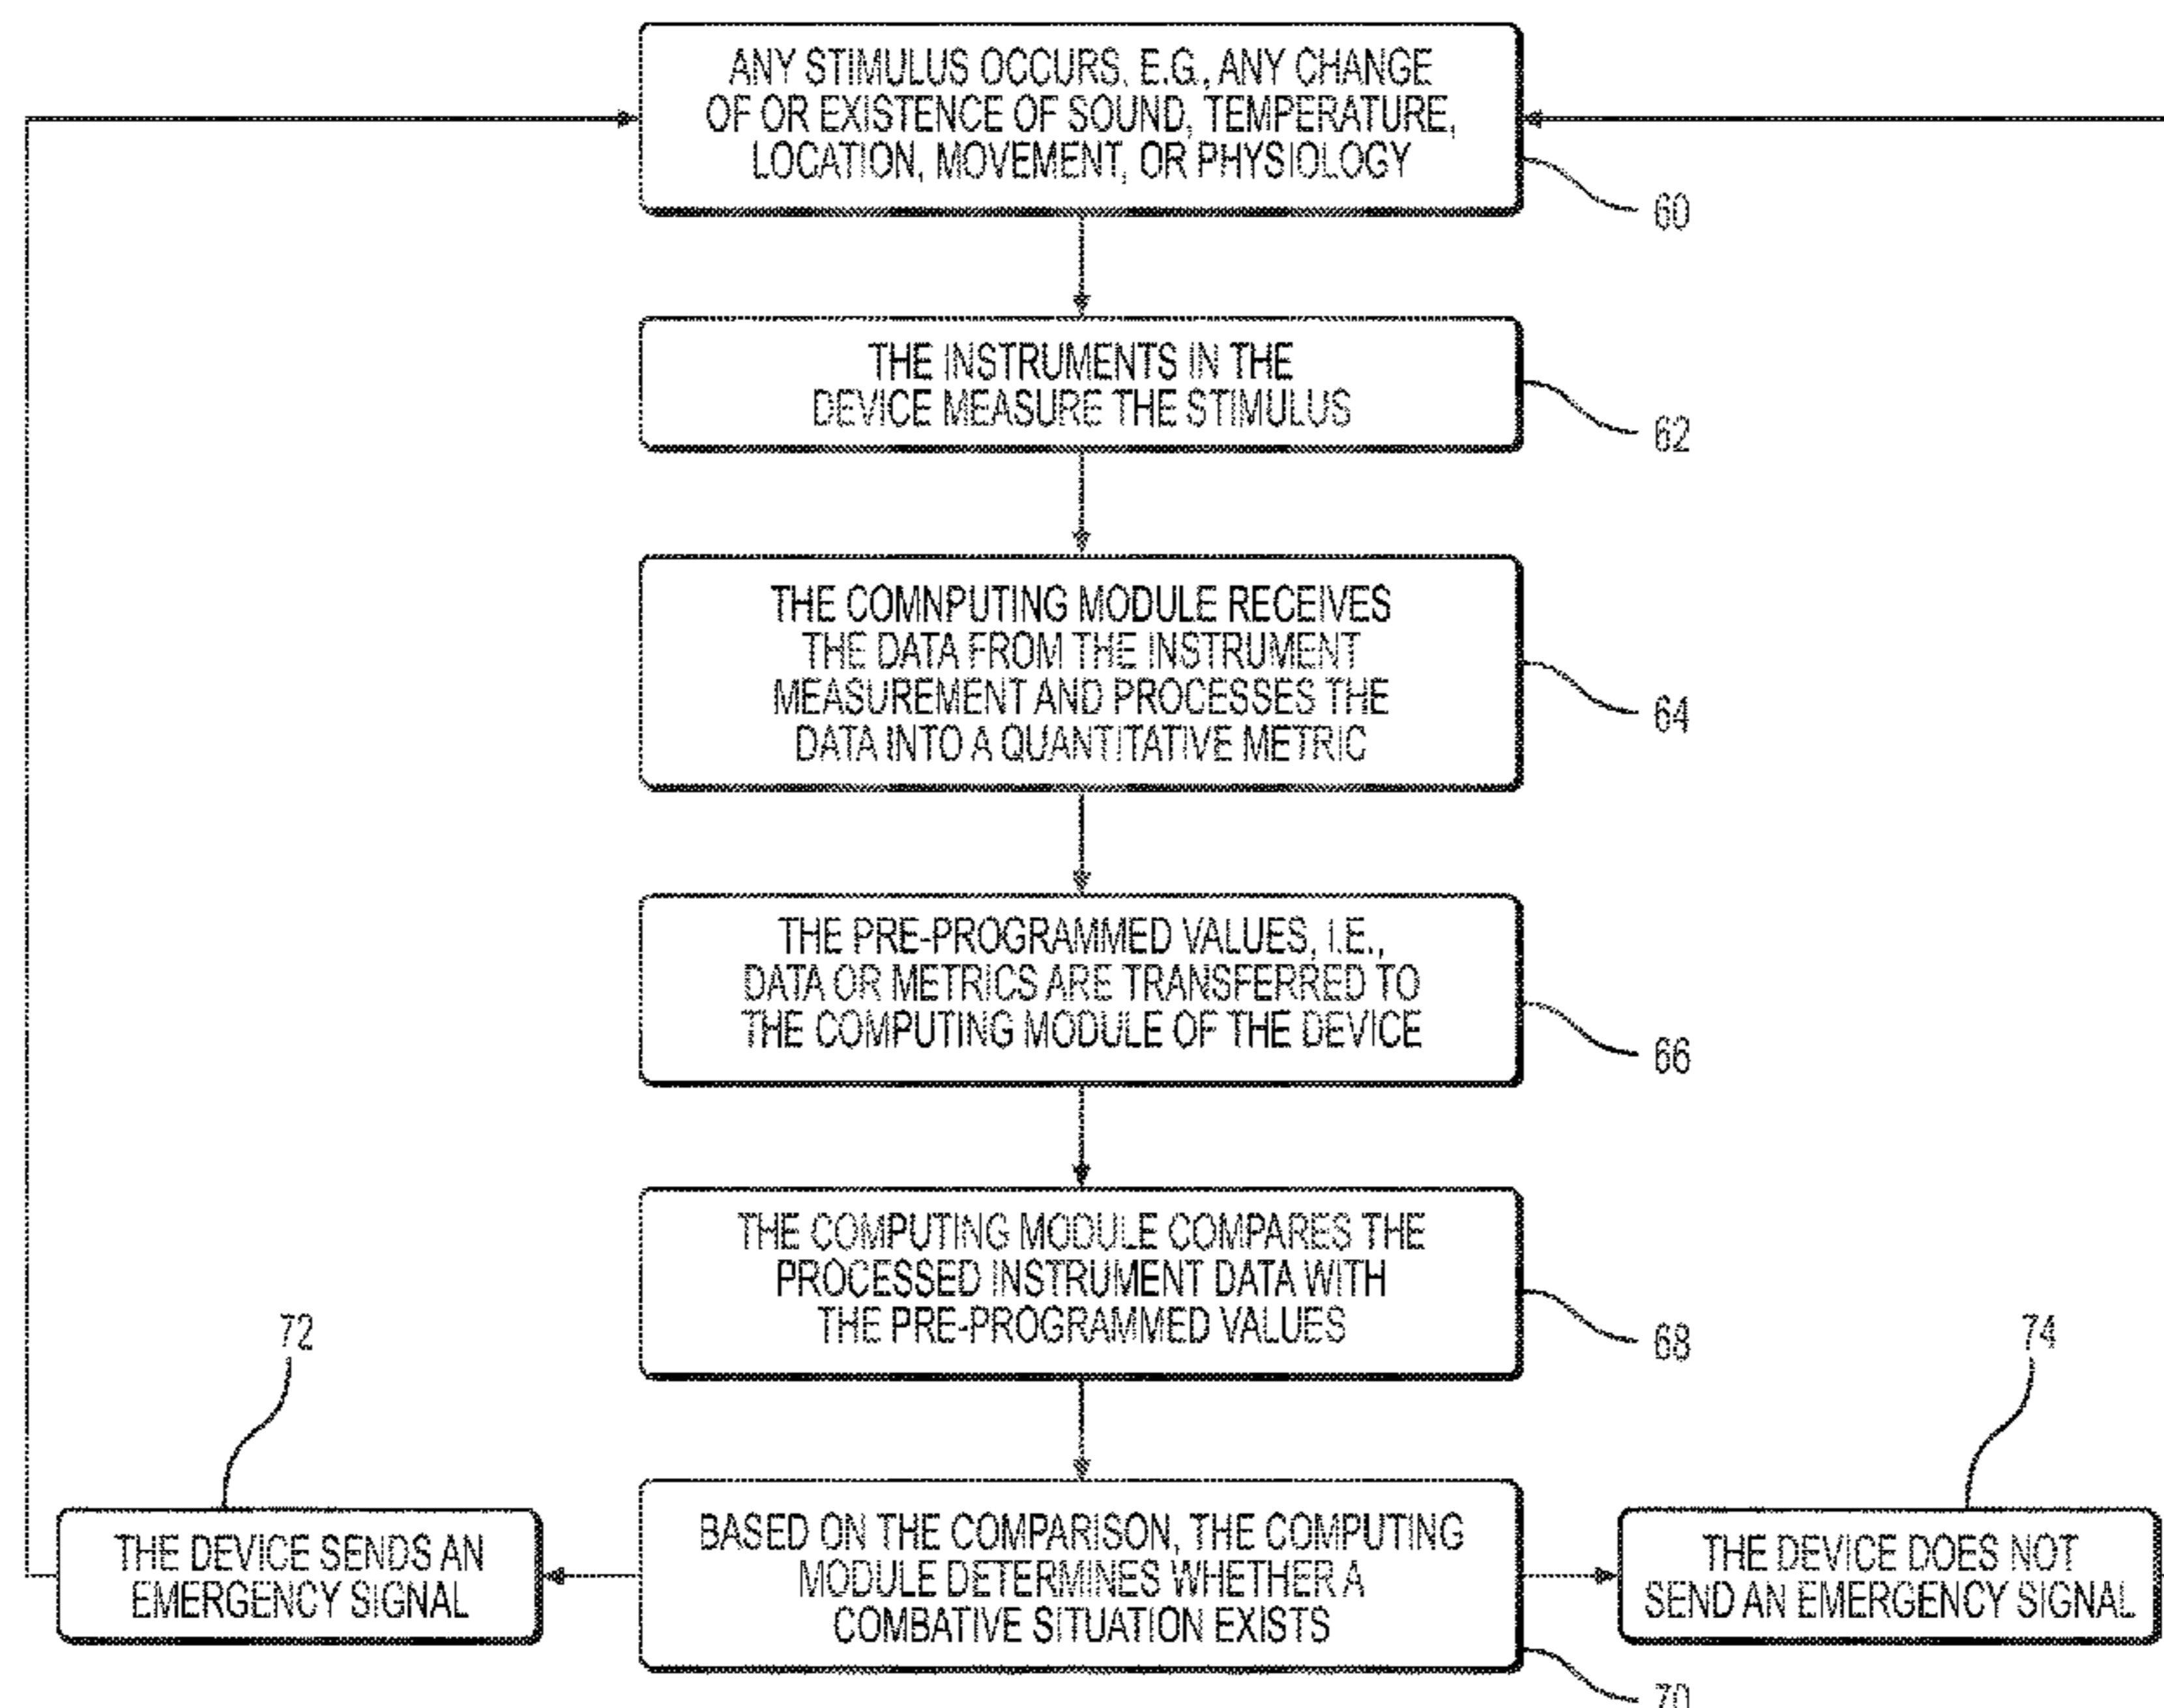 ANY STIMULUS OCCURS, E.G., ANY CHANGE
OF OR EXISTENCE OF SOUND, TEMPERATURE,
LOCATION, MOVEMENT, OR PHYSIOLOGY
60
THE INSTRUMENTS IN THE
DEVICE MEASURE THE STIMULUS
62
THE COMNPUTING MODULE RECEIVES
THE DATA FROM THE INSTRUMENT
MEASUREMENT AND PROCESSES THE
DATA INTO A QUANTITATIVE METRIC
64
THE PRE-PROGRAMMED VALUES, I.E.,
DATA OR METRICS ARE TRANSFERRED TO
THE COMPUTING MODULE OF THE DEVICE
66
THE COMPUTING MODULE COMPARES THE
PROCESSED INSTRUMENT DATA WITH
THE PRE-PROGRAMMED VALUES
68
72
THE DEVICE SENDS AN
EMERGENCY SIGNAL
BASED ON THE COMPARISON, THE COMPUTING
MODULE DETERMINES WHETHER A
COMBATIVE SITUATION EXISTS
70
74
THE DEVICE DOES NOT
SEND AN EMERGENCY SIGNAL